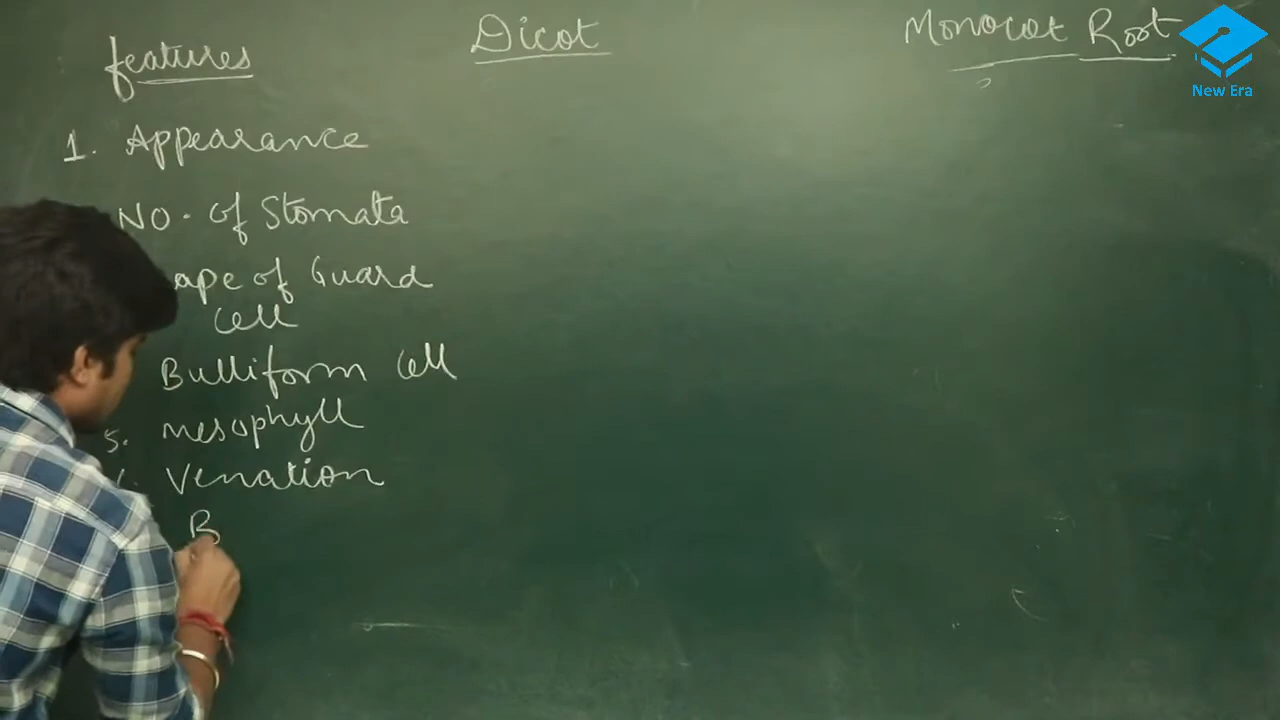 features Dicot Monocot Root
New Era
1. Appearance
No. of Stomata
ape of Guard
Cell
Bulliform Cell
5. mesophyll
Venation
B